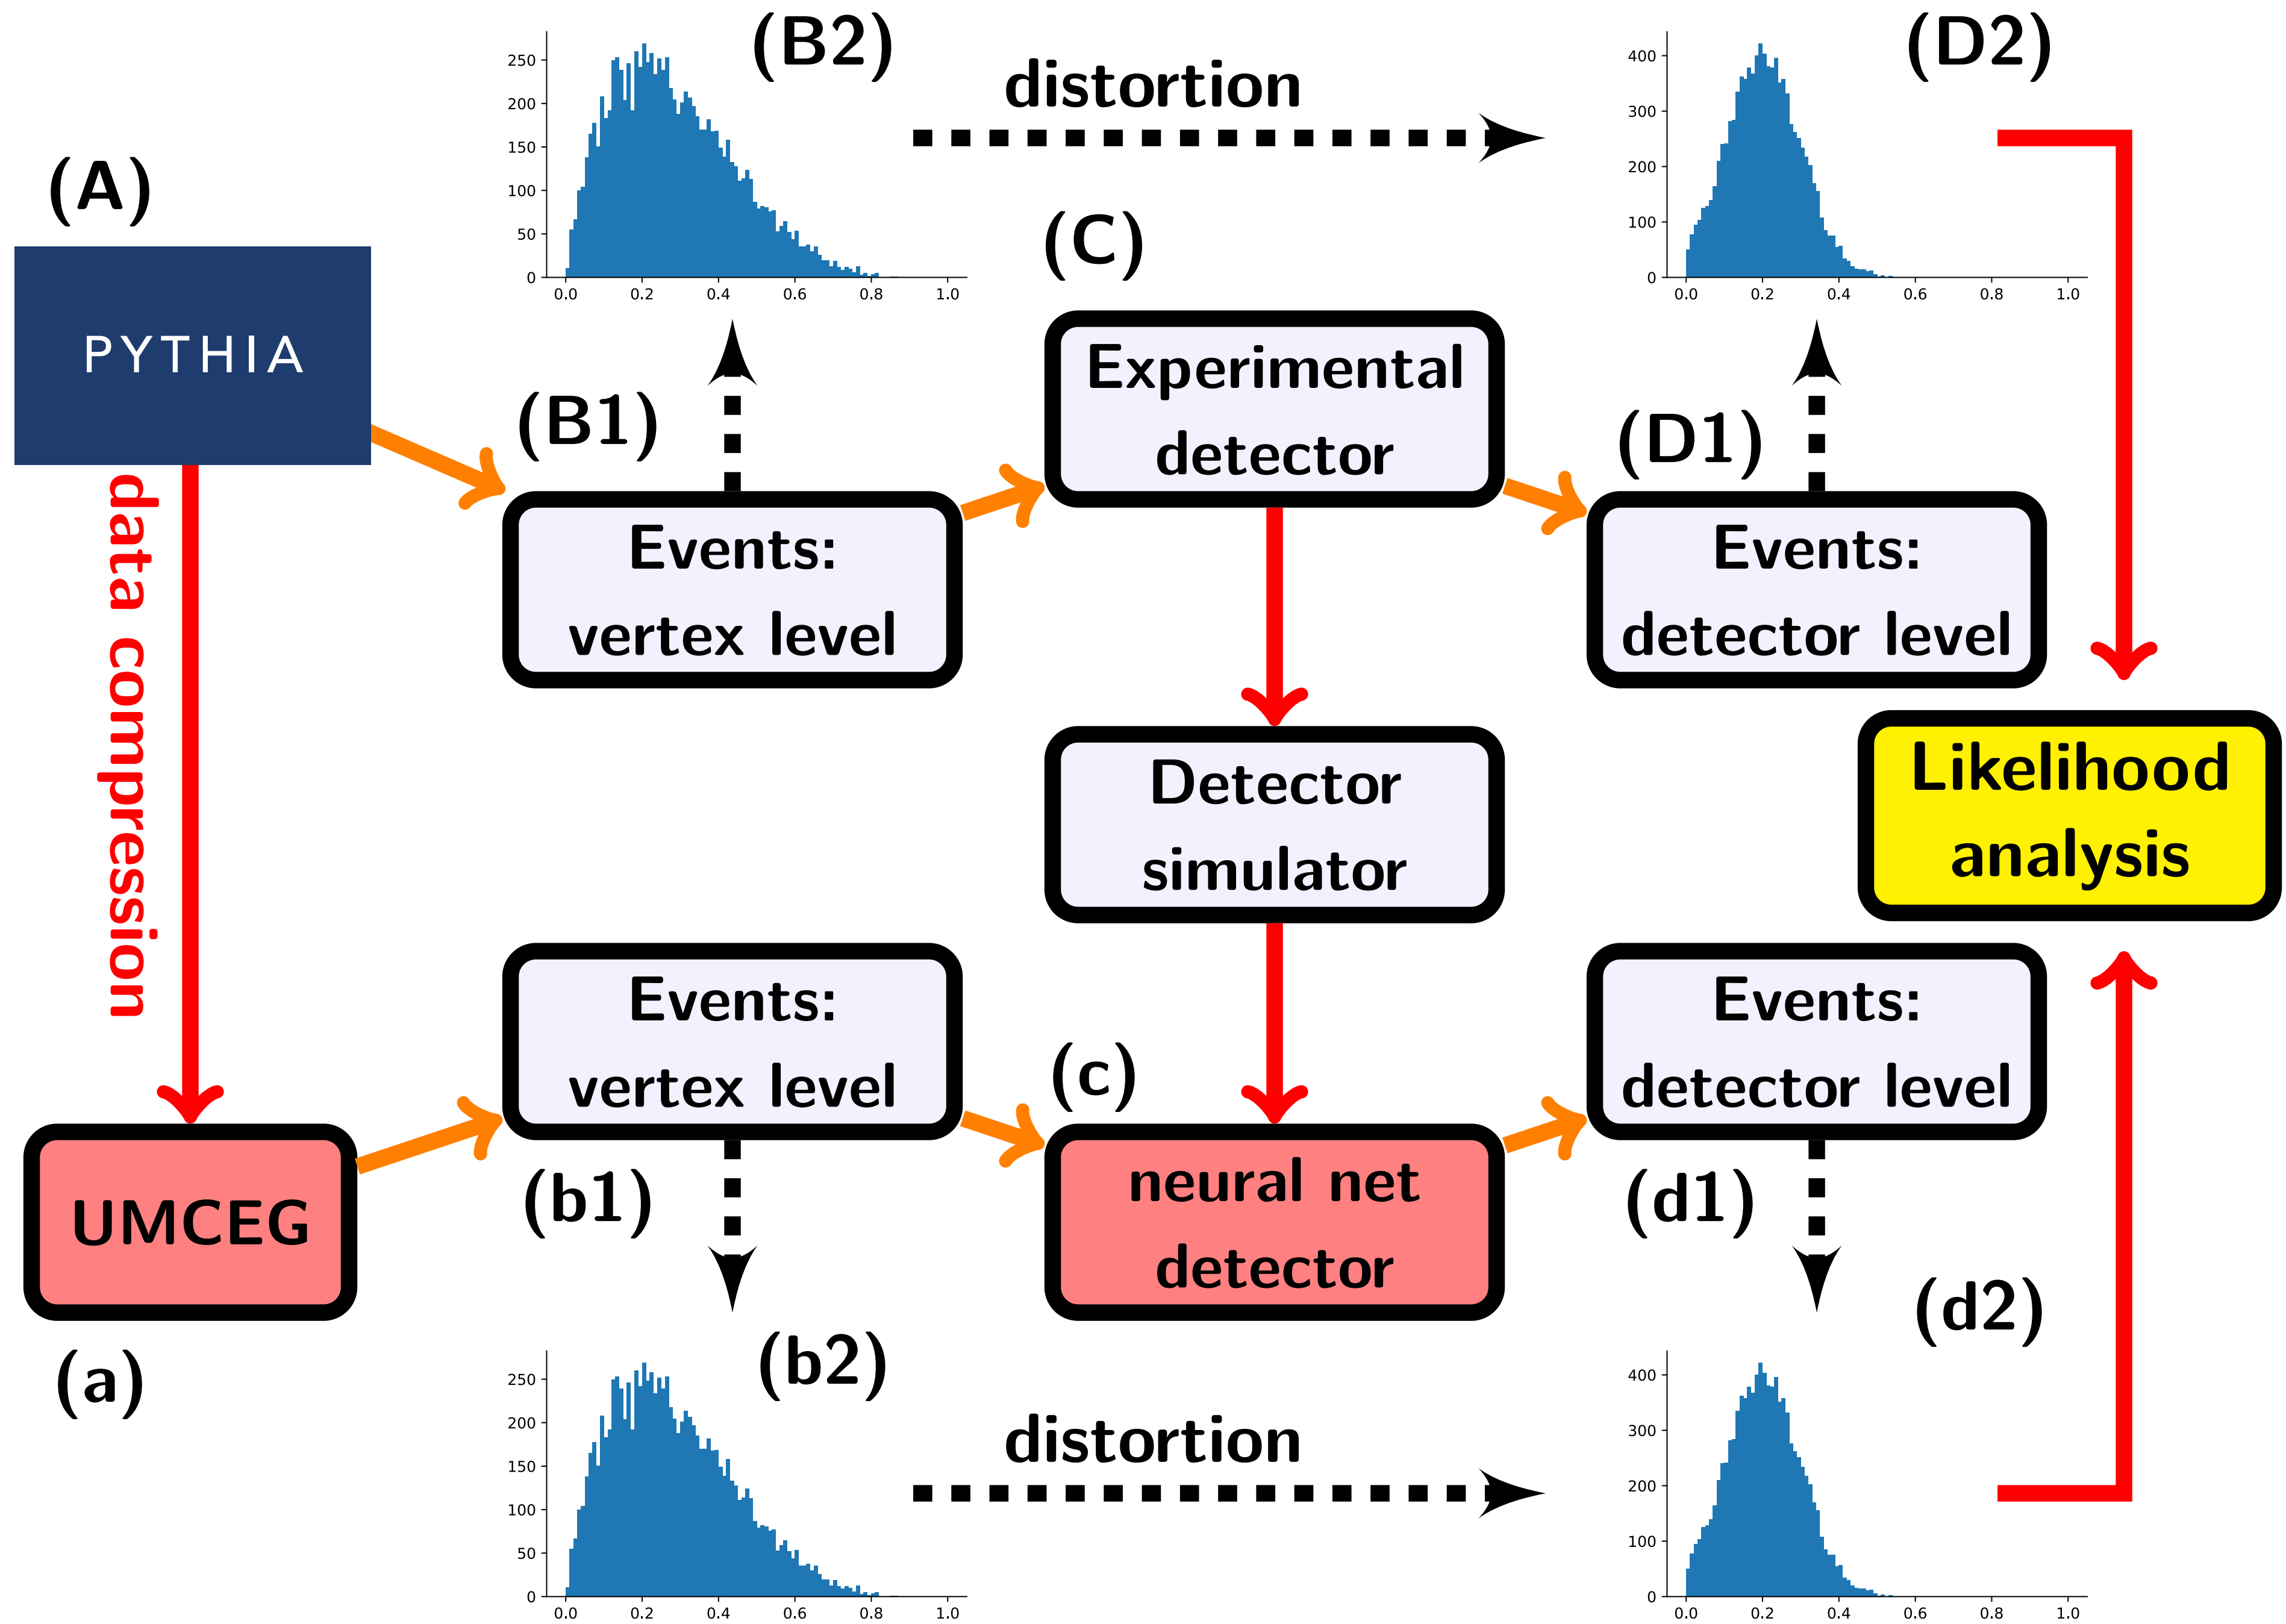 (B2)
250
200
150
100
50
0
0.0 0.2 0.4 0.6 0.8 1.0
distortion
(D2)
400
300
200
100
0
0.0 0.2 0.4 0.6 0.8 1.0
(A)
PYTHIA
(C)
(B1)
Experimental
detector
(D1)
Events:
vertex level
Events:
detector level
data compression
Detector
simulator
Likelihood
analysis
Events:
vertex level
(c)
Events:
detector level
UMCEG
(b1)
neural net
detector
(d1)
(a)
(b2)
250
200
150
100
50
0
0.0 0.2 0.4 0.6 0.8 1.0
distortion
(d2)
400
300
200
100
0
0.0 0.2 0.4 0.6 0.8 1.0